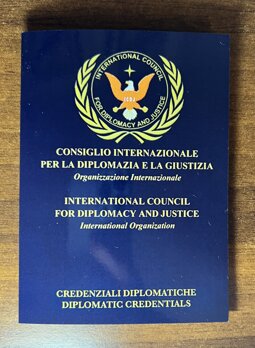 INTERNATIONAL COUNCIL
FOR DIPLOMACY AND JUSTICE
ICDJ
CONSIGLIO INTERNAZIONALE
PER LA DIPLOMAZIA E LA GIUSTIZIA
Organizzazione Internazionale
INTERNATIONAL COUNCIL
FOR DIPLOMACY AND JUSTICE
International Organization
CREDENZIALI DIPLOMATICHE
DIPLOMATIC CREDENTIALS